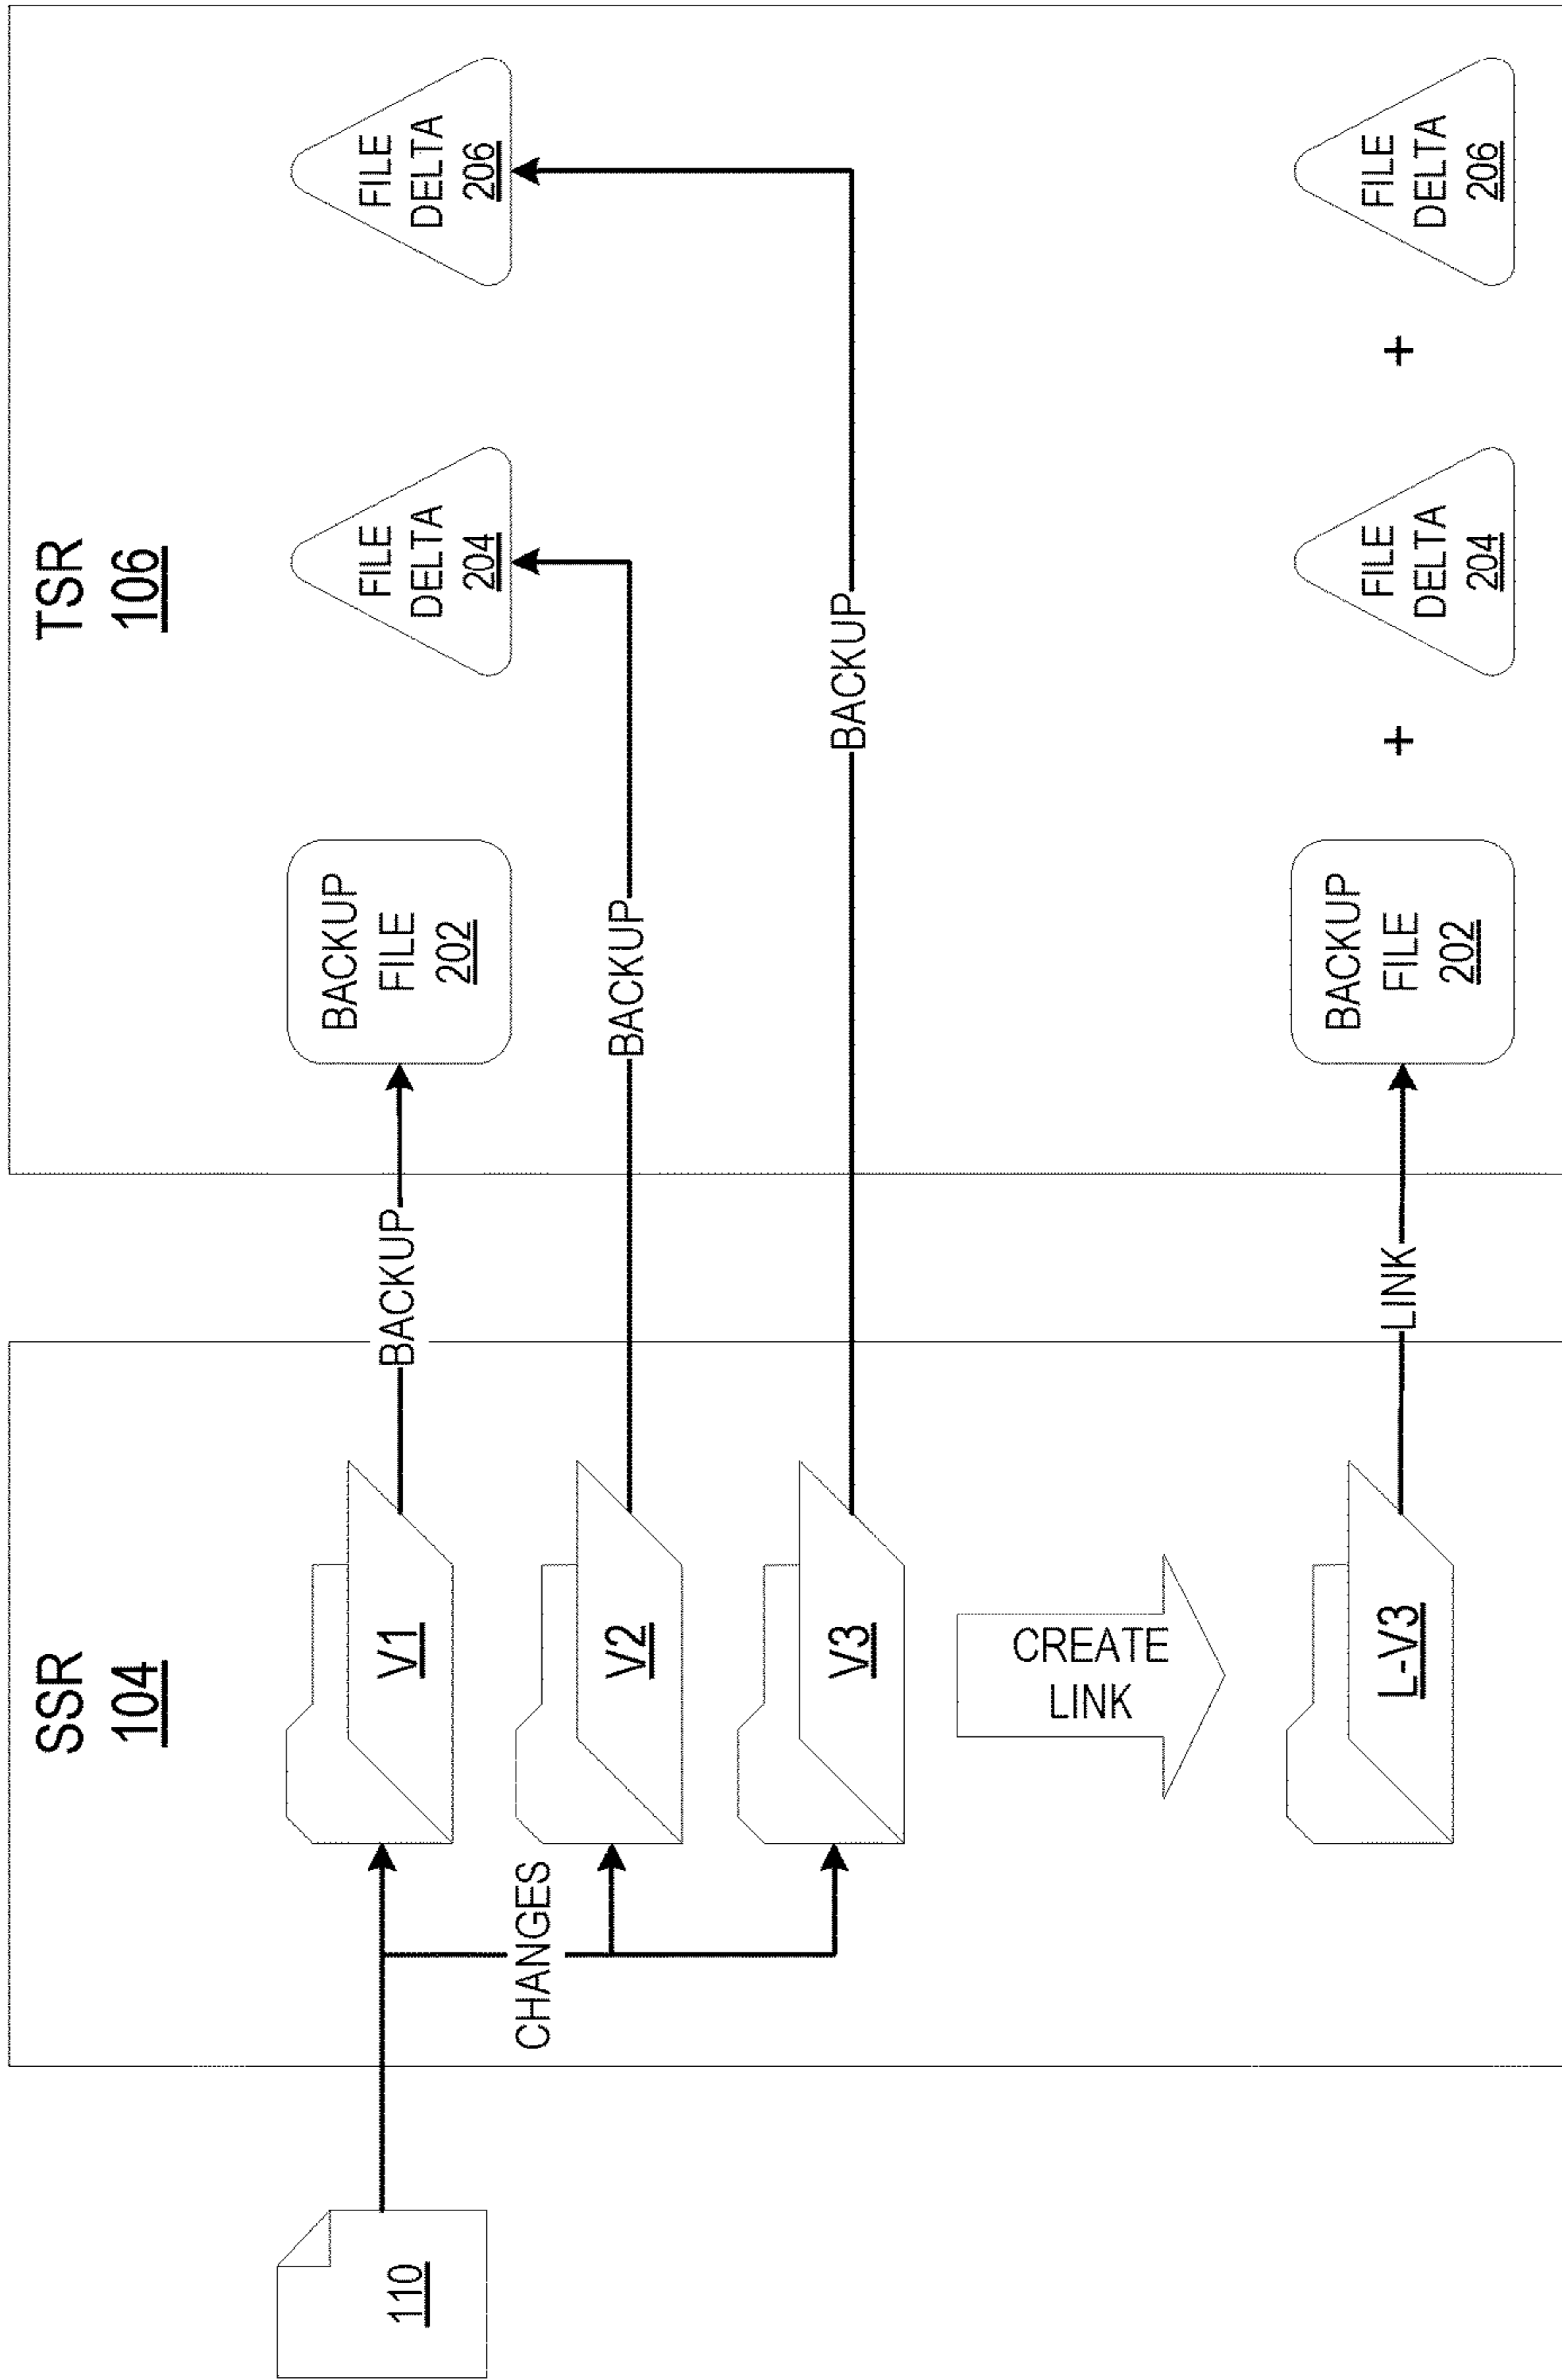 SSR
104
TSR
106
110
CHANGES
V1
BACKUP
BACKUP
FILE
202
FILE
DELTA
204
FILE
DELTA
206
V2
BACKUP
V3
BACKUP
CREATE
LINK
L-V3
LINK
BACKUP
FILE
202
+
FILE
DELTA
204
+
FILE
DELTA
206